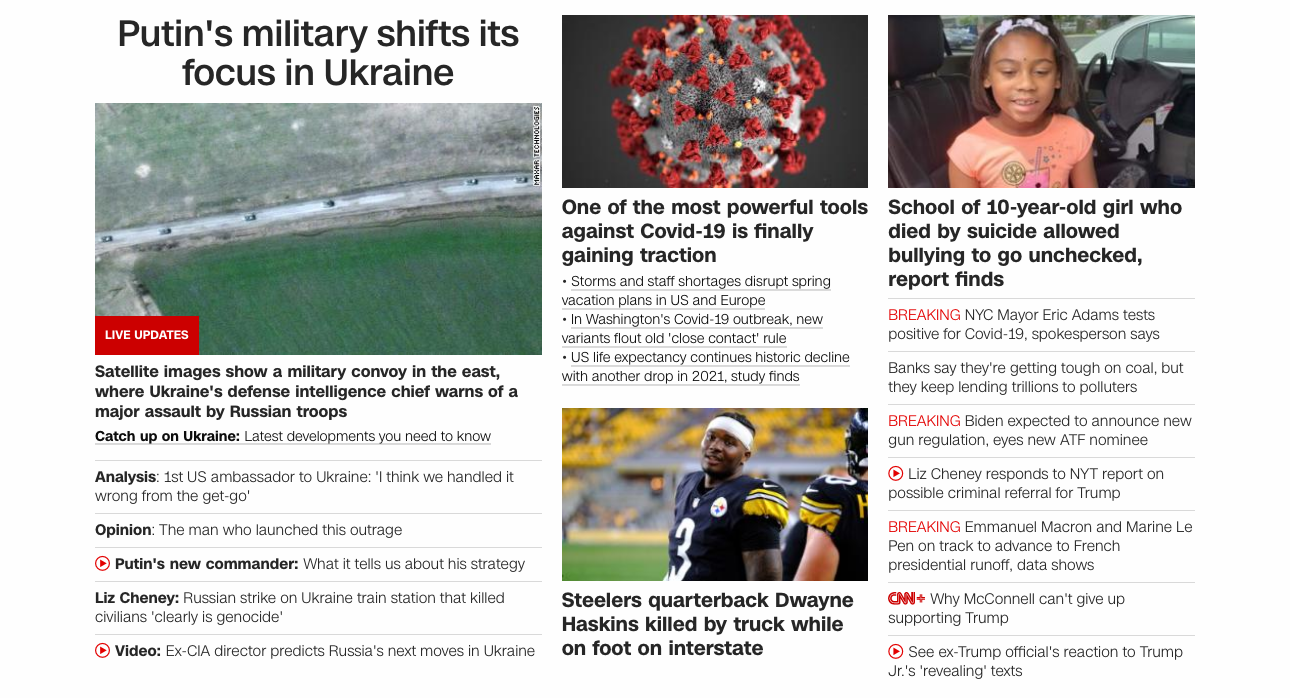 Putin's military shifts its
focus in Ukraine
MAXAR TECHNOLOGIES
LIVE UPDATES
Satellite images show a military convoy in the east,
where Ukraine's defense intelligence chief warns of a
major assault by Russian troops
Catch up on Ukraine: Latest developments you need to know
Analysis: 1st US ambassador to Ukraine: 'I think we handled it
wrong from the get-go'
Opinion: The man who launched this outrage
Putin's new commander: What it tells us about his strategy
Liz Cheney: Russian strike on Ukraine train station that killed
civilians 'clearly is genocide'
Video: Ex-CIA director predicts Russia's next moves in Ukraine
One of the most powerful tools
against Covid-19 is finally
gaining traction
• Storms and staff shortages disrupt spring
vacation plans in US and Europe
• In Washington's Covid-19 outbreak, new
variants flout old 'close contact' rule
• US life expectancy continues historic decline
with another drop in 2021, study finds
3
H
Steelers quarterback Dwayne
Haskins killed by truck while
on foot on interstate
School of 10-year-old girl who
died by suicide allowed
bullying to go unchecked,
report finds
BREAKING NYC Mayor Eric Adams tests
positive for Covid-19, spokesperson says
Banks say they're getting tough on coal, but
they keep lending trillions to polluters
BREAKING Biden expected to announce new
gun regulation, eyes new ATF nominee
Liz Cheney responds to NYT report on
possible criminal referral for Trump
BREAKING Emmanuel Macron and Marine Le
Pen on track to advance to French
presidential runoff, data shows
CNN+ Why McConnell can't give up
supporting Trump
See ex-Trump official's reaction to Trump
Jr.'s 'revealing' texts